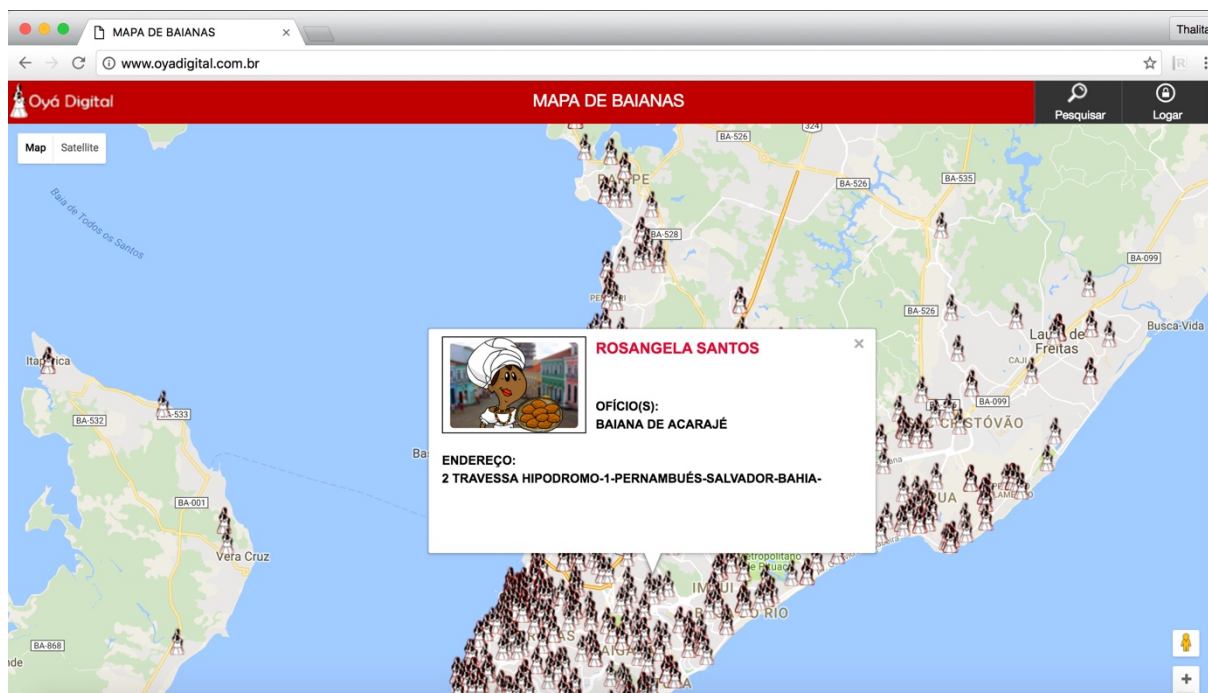 MAPA DE BAIANAS
Thalita
www.oyadigital.com.br
Oyá Digital
MAPA DE BAIANAS
Pesquisar
Logar
Map
Satellite
324
BA-526
BA-526
BA-535
Baía de Todos os Santos
BA-528
BA-099
BA-526
Busca-Vida
Lauro de Freitas
CAJI
Itaparica
BA-533
BA-532
BA-099
BA-001
Vera Cruz
BA-868
ROSANGELA SANTOS
OFÍCIO(S):
BAIANA DE ACARAJÉ
ENDEREÇO:
2 TRAVESSA HIPODROMO-1-PERNAMBUÉS-SALVADOR-BAHIA-